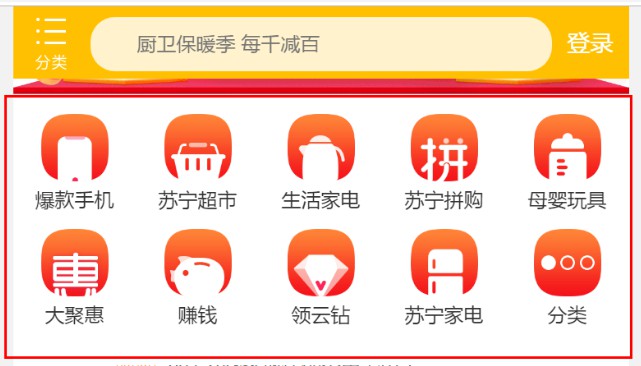 分类
厨卫保暖季 每千减百
登录
爆款手机
苏宁超市
生活家电
拼
苏宁拼购
母婴玩具
惠
大聚惠
赚钱
领云钻
苏宁家电
分类